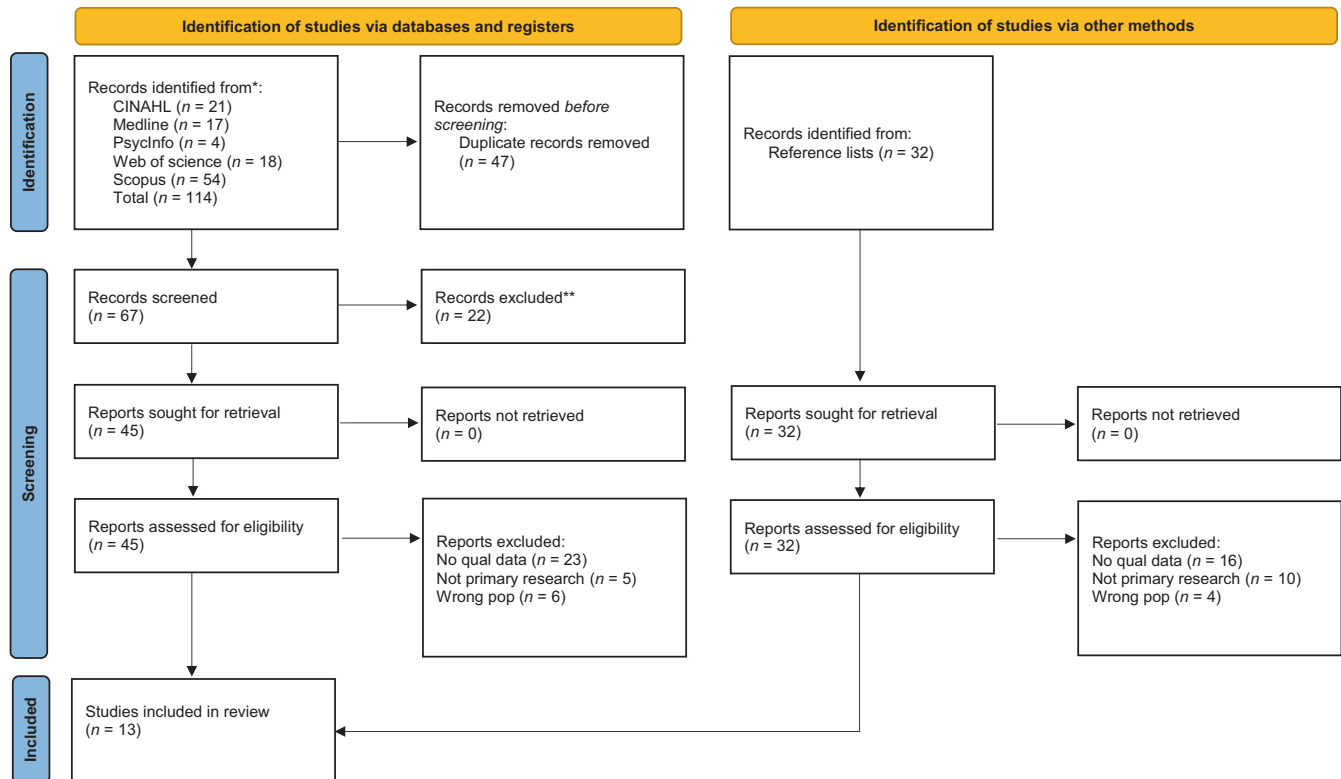 Identification of studies via databases and registers
Identification of studies via other methods
Identification
Records identified from*:
CINAHL (n = 21)
Medline (n = 17)
PsycInfo (n = 4)
Web of science (n = 18)
Scopus (n = 54)
Total (n = 114)
Records removed before
screening:
Duplicate records removed
(n = 47)
Records identified from:
Reference lists (n = 32)
Screening
Records screened
(n = 67)
Records excluded**
(n = 22)
Reports sought for retrieval
(n = 45)
Reports not retrieved
(n = 0)
Reports sought for retrieval
(n = 32)
Reports not retrieved
(n = 0)
Reports assessed for eligibility
(n = 45)
Reports excluded:
No qual data (n = 23)
Not primary research (n = 5)
Wrong pop (n = 6)
Reports assessed for eligibility
(n = 32)
Reports excluded:
No qual data (n = 16)
Not primary research (n = 10)
Wrong pop (n = 4)
Included
Studies included in review
(n = 13)